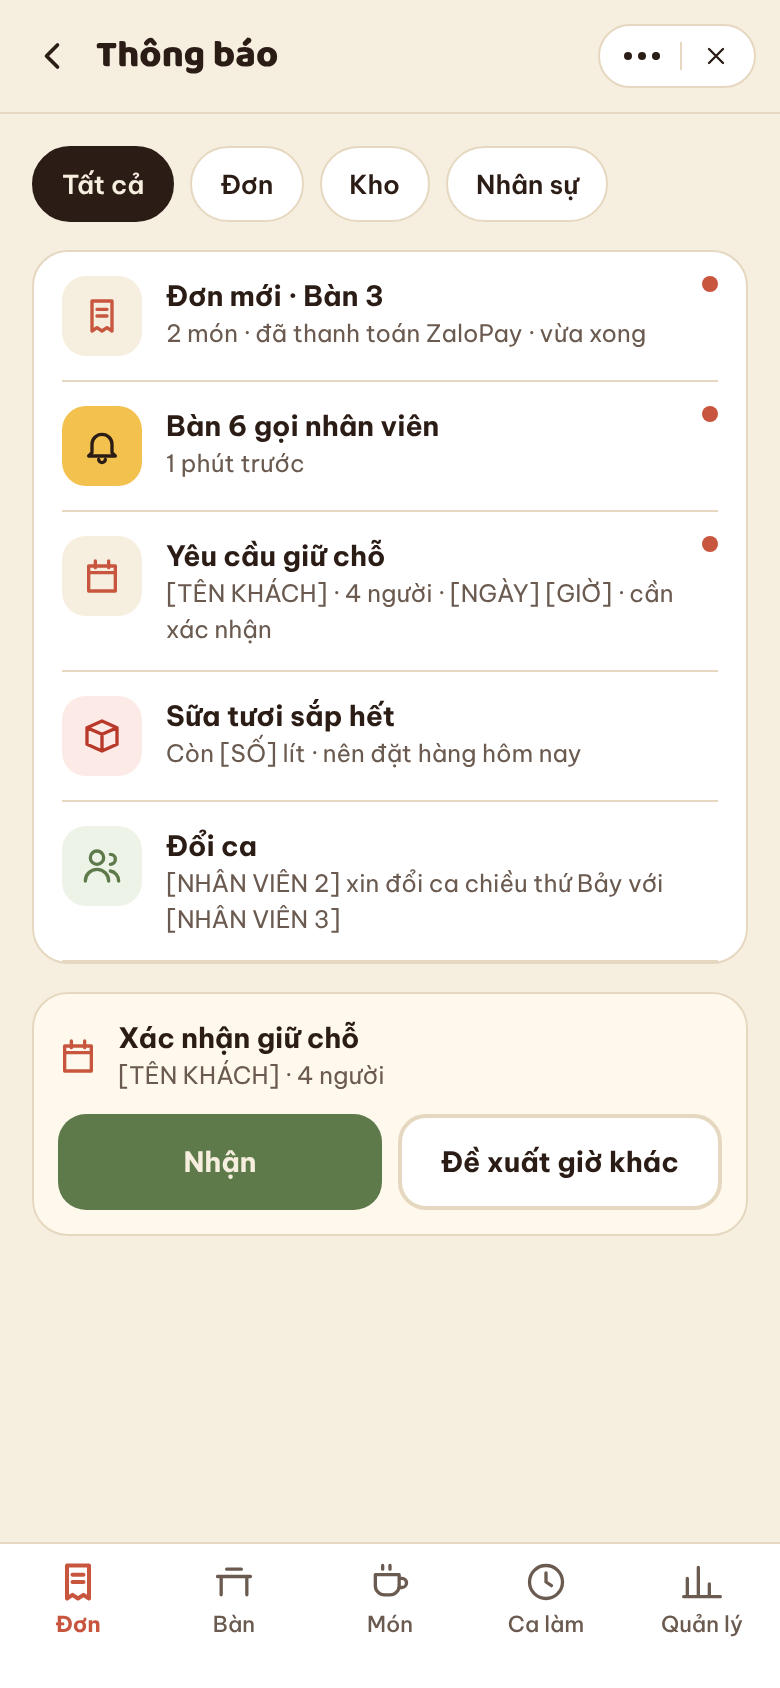 Thông báo
Tất cả
Đơn
Kho
Nhân sự
Đơn mới · Bàn 3
2 món · đã thanh toán ZaloPay · vừa xong
Bàn 6 gọi nhân viên
1 phút trước
Yêu cầu giữ chỗ
[TÊN KHÁCH] · 4 người · [NGÀY] [GIỜ] · cần
xác nhận
Sữa tươi sắp hết
Còn [SỐ] lít · nên đặt hàng hôm nay
Đổi ca
[NHÂN VIÊN 2] xin đổi ca chiều thứ Bảy với
[NHÂN VIÊN 3]
Xác nhận giữ chỗ
[TÊN KHÁCH] · 4 người
Nhận
Đề xuất giờ khác
Đơn
Bàn
Món
Ca làm
Quản lý